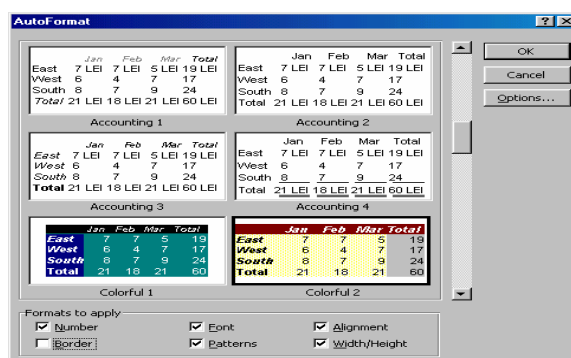 AutoFormat
Jan Feb Mar Total
East 7 LEI 7 LEI 5 LEI 19 LEI
West 6 4 7 17
South 8 7 9 24
Total 21 LEI 18 LEI 21 LEI 60 LEI
Accounting 1
Jan Feb Mar Total
East 7 LEI 7 LEI 5 LEI 19 LEI
West 6 4 7 17
South 8 7 9 24
Total 21 LEI 18 LEI 21 LEI 60 LEI
Accounting 2
Jan Feb Mar Total
East 7 LEI 7 LEI 5 LEI 19 LEI
West 6 4 7 17
South 8 7 9 24
Total 21 LEI 18 LEI 21 LEI 60 LEI
Accounting 3
Jan Feb Mar Total
East 7 LEI 7 LEI 5 LEI 19 LEI
West 6 4 7 17
South 8 7 9 24
Total 21 LEI 18 LEI 21 LEI 60 LEI
Accounting 4
Jan Feb Mar Total
East 7 7 5 19
West 6 4 7 17
South 8 7 9 24
Total 21 18 21 60
Colorful 1
Jan Feb Mar Total
East 7 7 5 19
West 6 4 7 17
South 8 7 9 24
Total 21 18 21 60
Colorful 2
OK
Cancel
Options...
Formats to apply
Number Font Alignment
Border Patterns Width/Height